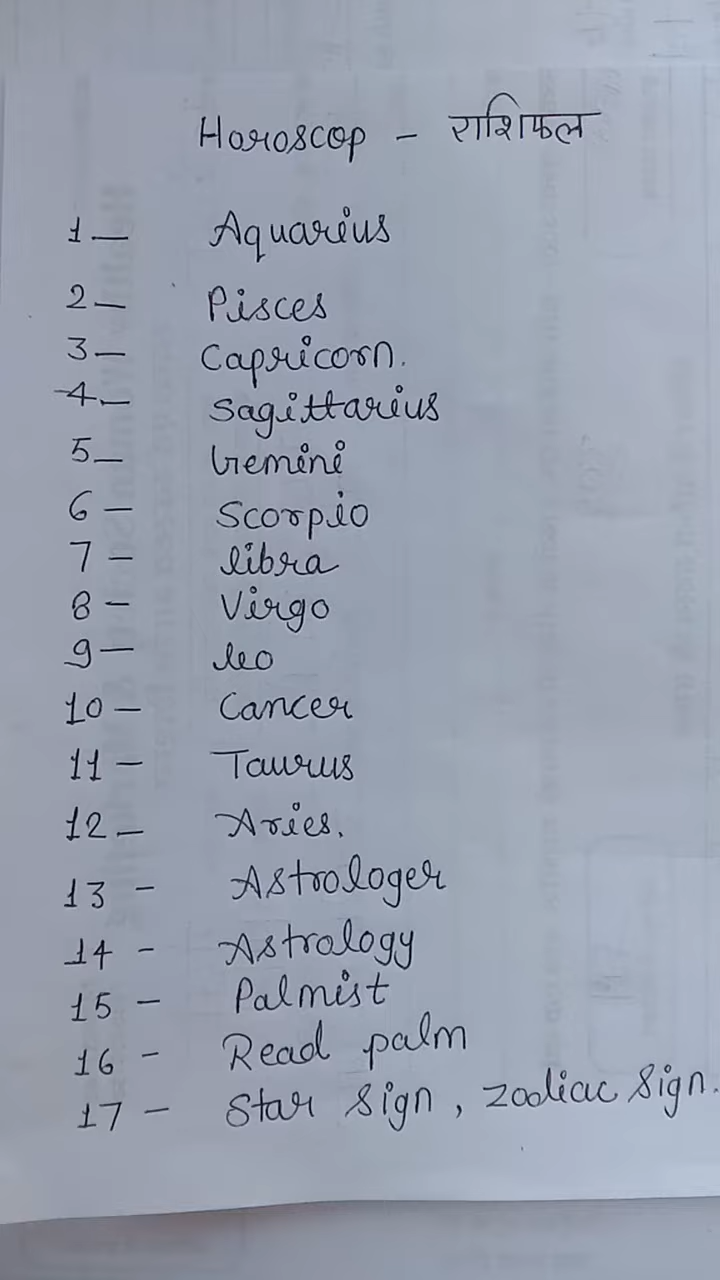 Horoscop - राशिफल
1 - Aquarius
2 - Pisces
3 - Capricorn.
4 - Sagittarius
5 - Gemini
6 - Scorpio
7 - libra
8 - Virgo
9 - leo
10 - Cancer
11 - Taurus
12 - Aries.
13 - Astrologer
14 - Astrology
15 - Palmist
16 - Read palm
17 - Star sign, zodiac sign.